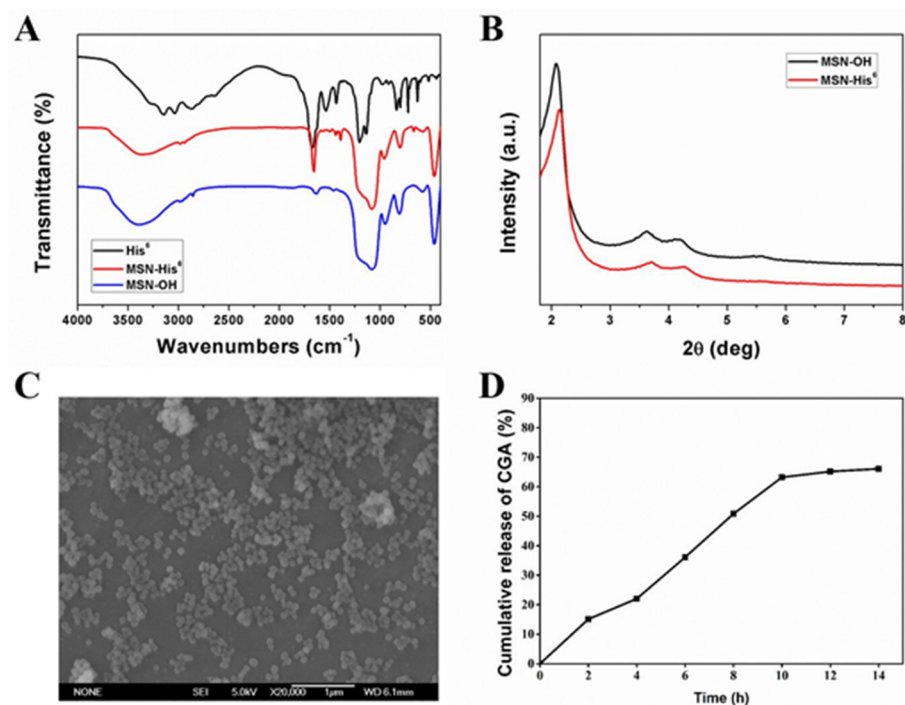 A
Transmittance (%)
His⁶
MSN-His⁶
MSN-OH
4000 3500 3000 2500 2000 1500 1000 500
Wavenumbers (cm⁻¹)
B
Intensity (a.u.)
MSN-OH
MSN-His⁶
2 3 4 5 6 7 8
2θ (deg)
C
NONE SEI 5.0kV X20,000 1μm WD 6.1mm
D
Cumulative release of CGA (%)
90
80
70
60
50
40
30
20
10
0
0 2 4 6 8 10 12 14
Time (h)